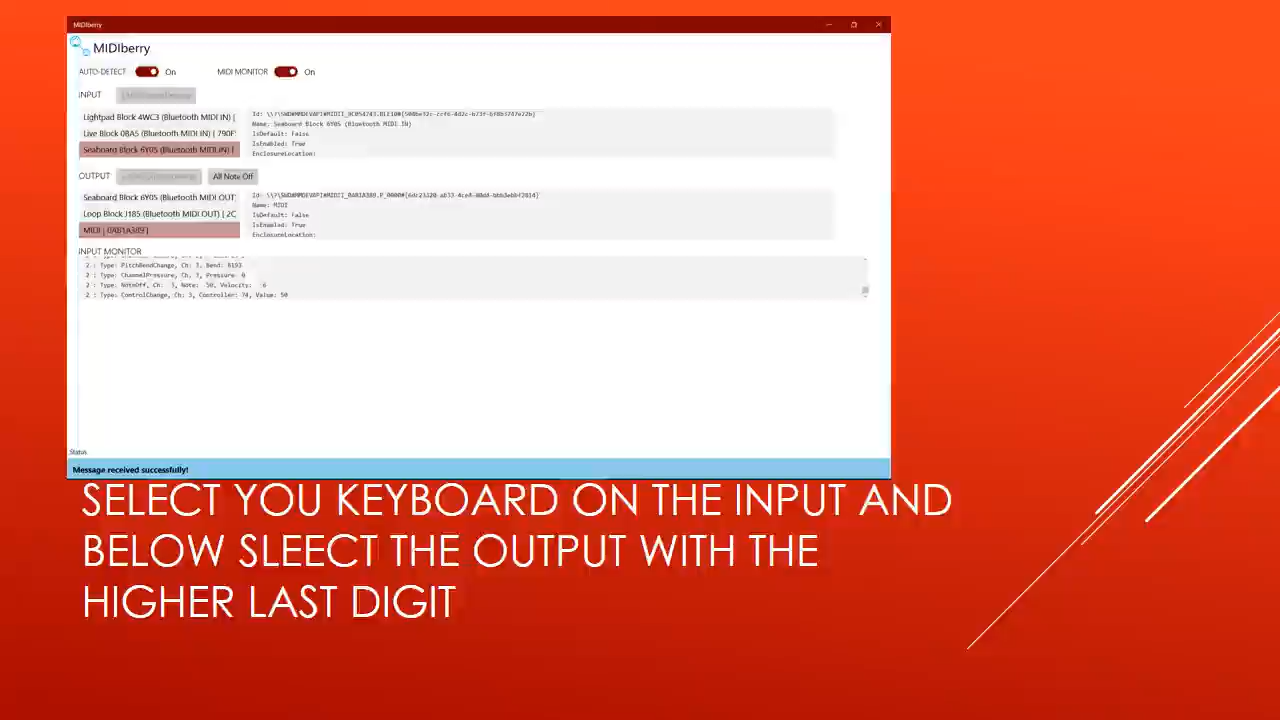 MIDIberry
MIDIberry
AUTO-DETECT On MIDI MONITOR On
INPUT
Lightpad Block 4WC3 (Bluetooth MIDI IN) |
Live Block 0BA5 (Bluetooth MIDI IN) | 790F
Seaboard Block 6Y05 (Bluetooth MIDI IN) |
Name: Seaboard Block 6Y05 (Bluetooth MIDI IN)
IsDefault: False
IsEnabled: True
EnclosureLocation:
OUTPUT All Note Off
Seaboard Block 6Y05 (Bluetooth MIDI OUT)
Loop Block J185 (Bluetooth MIDI OUT) | 2C
MIDI [ 0A81A389 ]
Name: MIDI
IsDefault: False
IsEnabled: True
EnclosureLocation:
INPUT MONITOR
2 : Type: PitchBendChange, Ch: 3, Bend: 8193
2 : Type: ChannelPressure, Ch: 3, Pressure: 0
2 : Type: NoteOff, Ch: 3, Note: 50, Velocity: 6
2 : Type: ControlChange, Ch: 3, Controller: 74, Value: 50
Status
Message received successfully!
SELECT YOU KEYBOARD ON THE INPUT AND
BELOW SLEECT THE OUTPUT WITH THE
HIGHER LAST DIGIT